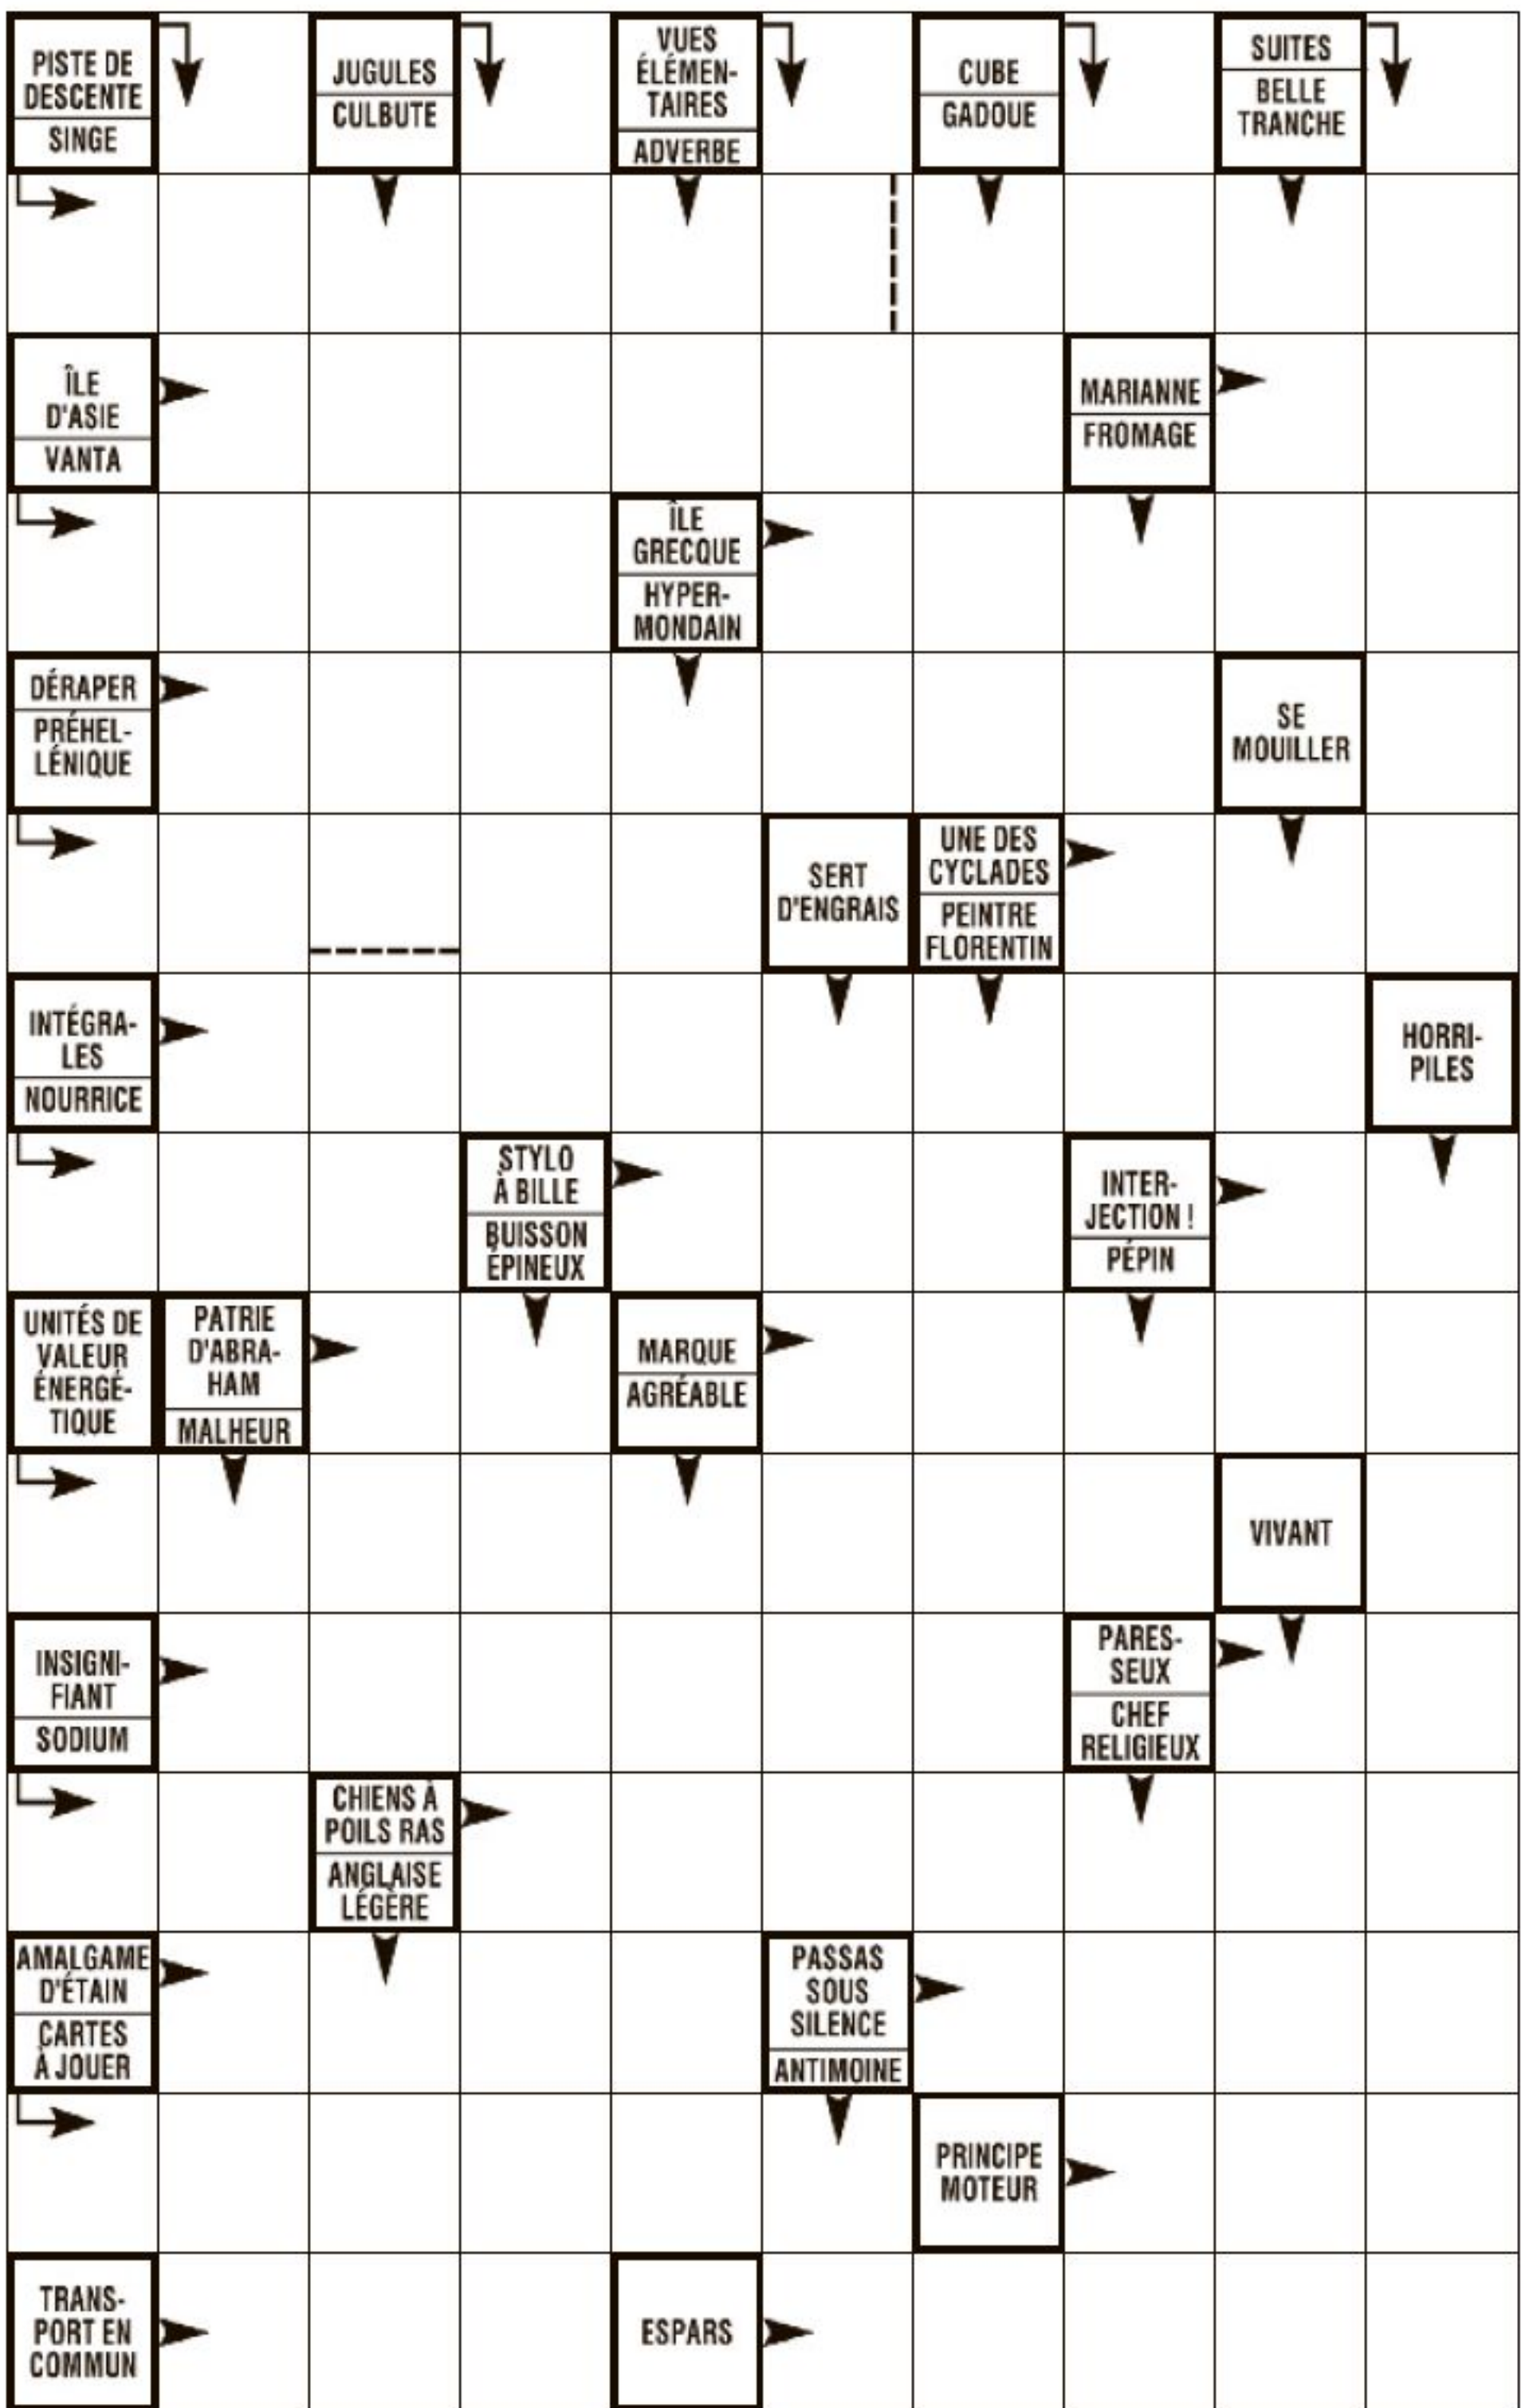 PISTE DE
DESCENTE
SINGE
JUGULES
CULBUTE
VUES
ÉLÉMEN-
TAIRES
ADVERBE
CUBE
GADOUE
SUITES
BELLE
TRANCHE
ÎLE
D'ASIE
VANTA
MARIANNE
FROMAGE
ÎLE
GRECQUE
HYPER-
MONDAIN
DÉRAPER
PRÉHEL-
LÉNIQUE
SE
MOUILLER
SERT
D'ENGRAIS
UNE DES
CYCLADES
PEINTRE
FLORENTIN
INTÉGRA-
LES
NOURRICE
HORRI-
PILES
STYLO
À BILLE
BUISSON
ÉPINEUX
INTER-
JECTION !
PÉPIN
UNITÉS DE
VALEUR
ÉNERGÉ-
TIQUE
PATRIE
D'ABRA-
HAM
MALHEUR
MARQUE
AGRÉABLE
VIVANT
INSIGNI-
FIANT
SODIUM
PARES-
SEUX
CHEF
RELIGIEUX
CHIENS À
POILS RAS
ANGLAISE
LÉGÈRE
AMALGAME
D'ÉTAIN
CARTES
À JOUER
PASSAS
SOUS
SILENCE
ANTIMOINE
PRINCIPE
MOTEUR
TRANS-
PORT EN
COMMUN
ESPARS